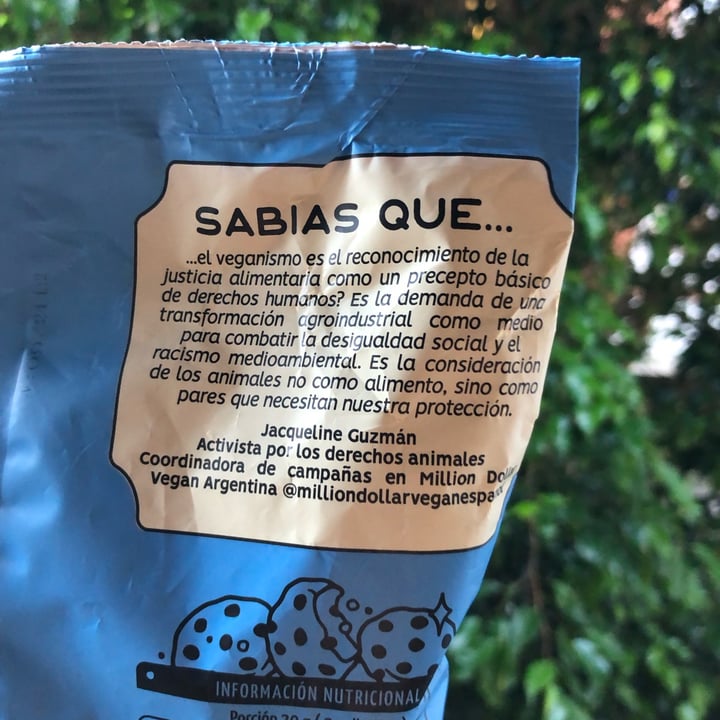 SABIAS QUE...
...el veganismo es el reconocimiento de la
justicia alimentaria como un precepto básico
de derechos humanos? Es la demanda de una
transformación agroindustrial como medio
para combatir la desigualdad social y el
racismo medioambiental. Es la consideración
de los animales no como alimento, sino como
pares que necesitan nuestra protección.
Jacqueline Guzmán
Activista por los derechos animales
Coordinadora de campañas en Million
Vegan Argentina
INFORMACIÓN NUTRICIONAL
Porción